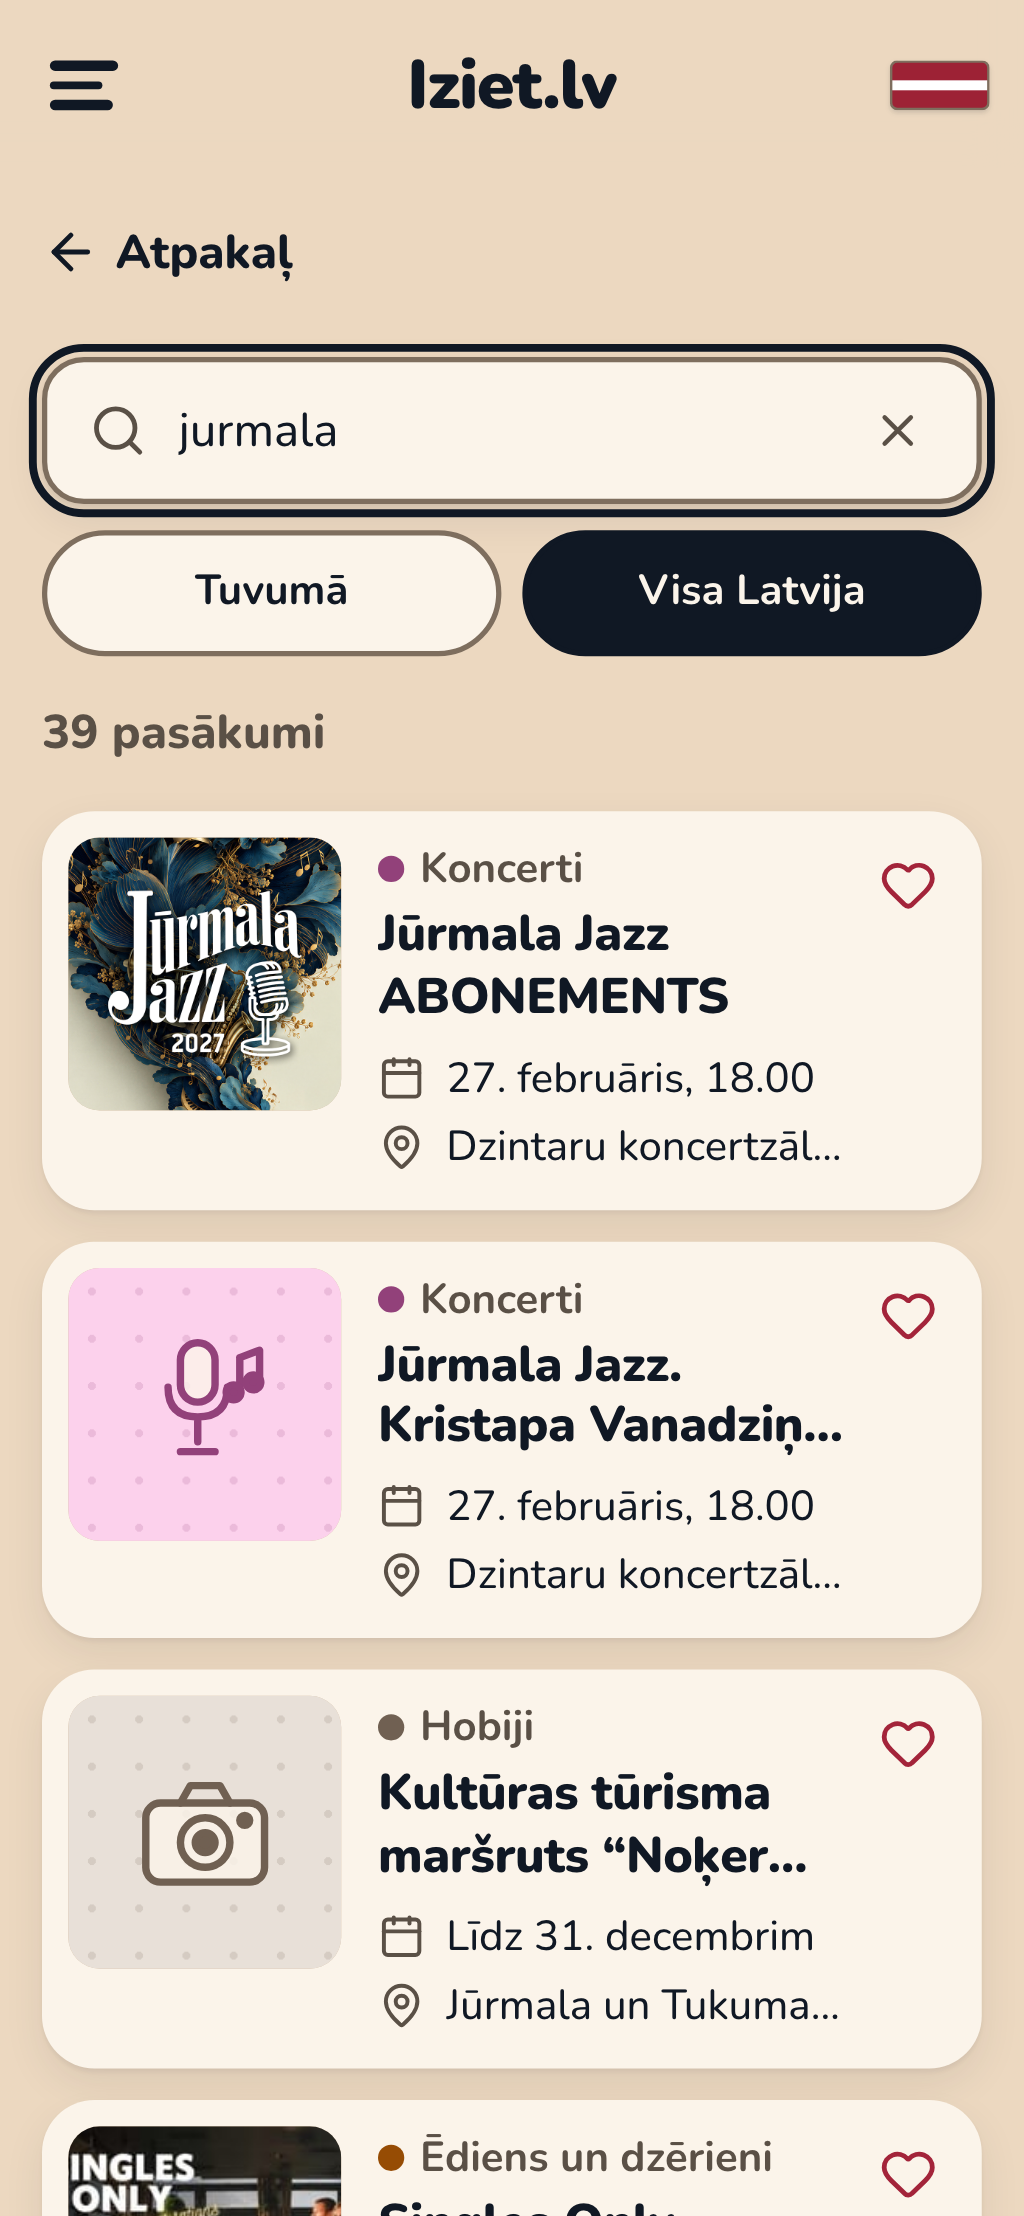 Iziet.lv
Atpakaļ
jurmala
Tuvumā
Visa Latvija
39 pasākumi
Jūrmala
Jazz
2027
Koncerti
Jūrmala Jazz
ABONEMENTS
27. februāris, 18.00
Dzintaru koncertzāl...
Koncerti
Jūrmala Jazz.
Kristapa Vanadziņ...
27. februāris, 18.00
Dzintaru koncertzāl...
Hobiji
Kultūras tūrisma
maršruts “Noķer...
Līdz 31. decembrim
Jūrmala un Tukuma...
INGLES
ONLY
Ēdiens un dzērieni
Singles Only